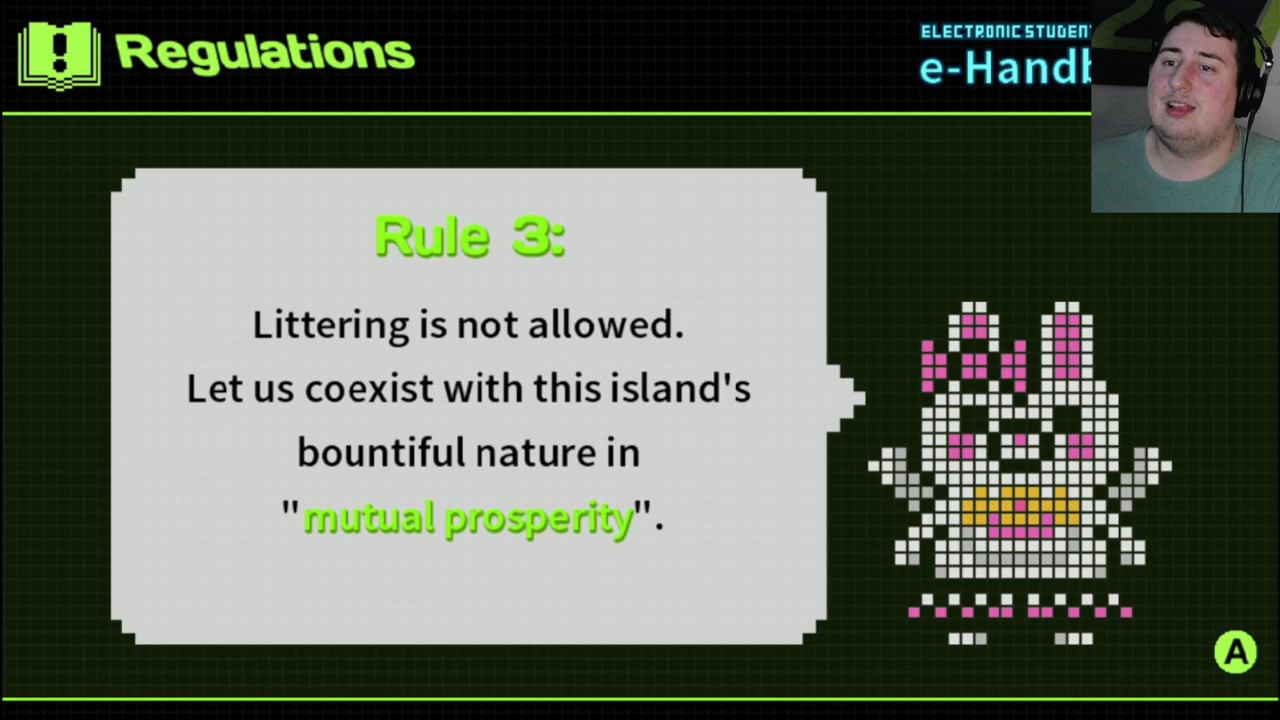 Regulations
ELECTRONIC STUDENT
e-Handb
Rule 3:
Littering is not allowed.
Let us coexist with this island's
bountiful nature in
"mutual prosperity".
A